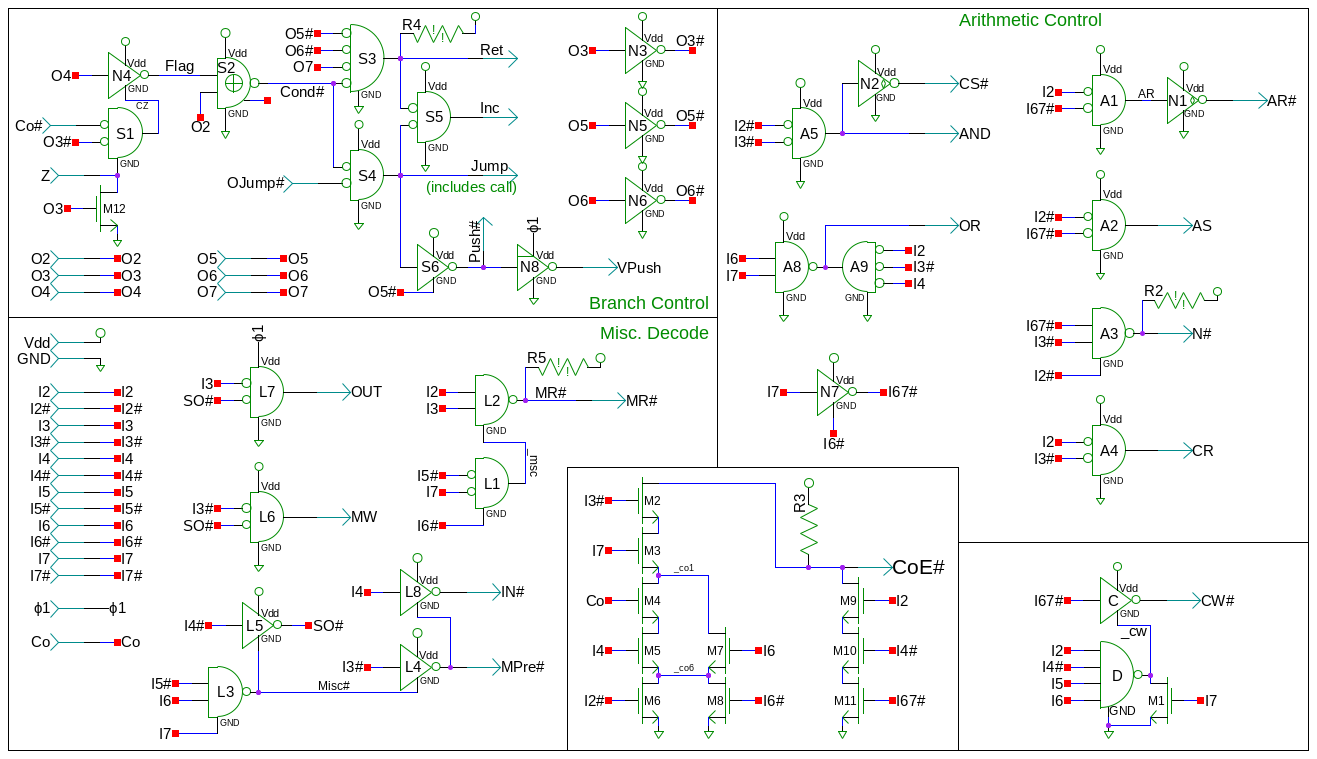 Arithmetic Control
R4
O5#
S3
Ret
O6#
O7
Vdd
GND
O4
N4
Flag
S2
Vdd
GND
Cond#
O2
CZ
Co#
S1
O3#
GND
Vdd
S5
Inc
GND
Z
O3
M12
OJump#
Vdd
S4
Jump
(includes call)
GND
O3
N3
Vdd
GND
O3#
O5
N5
Vdd
GND
O5#
O6
N6
Vdd
GND
O6#
O2 O2
O3 O3
O4 O4
O5 O5
O6 O6
O7 O7
Push#
ϕ1
S6
Vdd
GND
N8
Vdd
GND
VPush
O5#
Branch Control
I2#
I3#
A5
Vdd
GND
N2
Vdd
GND
CS#
AND
I2
I67#
A1
Vdd
GND
AR
N1
Vdd
GND
AR#
I2#
I67#
A2
Vdd
GND
AS
I6
I7
A8
Vdd
GND
A9
GND
OR
I2
I3#
I4
R2
I67#
I3#
A3
N#
GND
I2#
I7
N7
Vdd
GND
I67#
I6#
I2
I3#
A4
Vdd
GND
CR
Misc. Decode
Vdd
GND
I2 I2
I2# I2#
I3 I3
I3# I3#
I4 I4
I4# I4#
I5 I5
I5# I5#
I6 I6
I6# I6#
I7 I7
I7# I7#
ϕ1 ϕ1
Co Co
ϕ1
I3
SO#
L7
Vdd
GND
OUT
I3#
SO#
L6
Vdd
GND
MW
R5
I2
I3
L2
MR#
MR#
GND
_misc
I5#
I7
L1
GND
I6#
I4
L8
Vdd
GND
IN#
I4#
L5
Vdd
GND
SO#
I3#
L4
Vdd
GND
MPre#
I5#
I6
L3
Misc#
GND
I7
I3#
M2
R3
I7
M3
_co1
CoE#
Co
M4
M9
I2
I4
M5
M7
I6
M10
I4#
_co6
I2#
M6
M8
I6#
M11
I67#
I67#
C
Vdd
GND
CW#
_cw
I2
I4#
I5
I6
D
GND
M1
I7